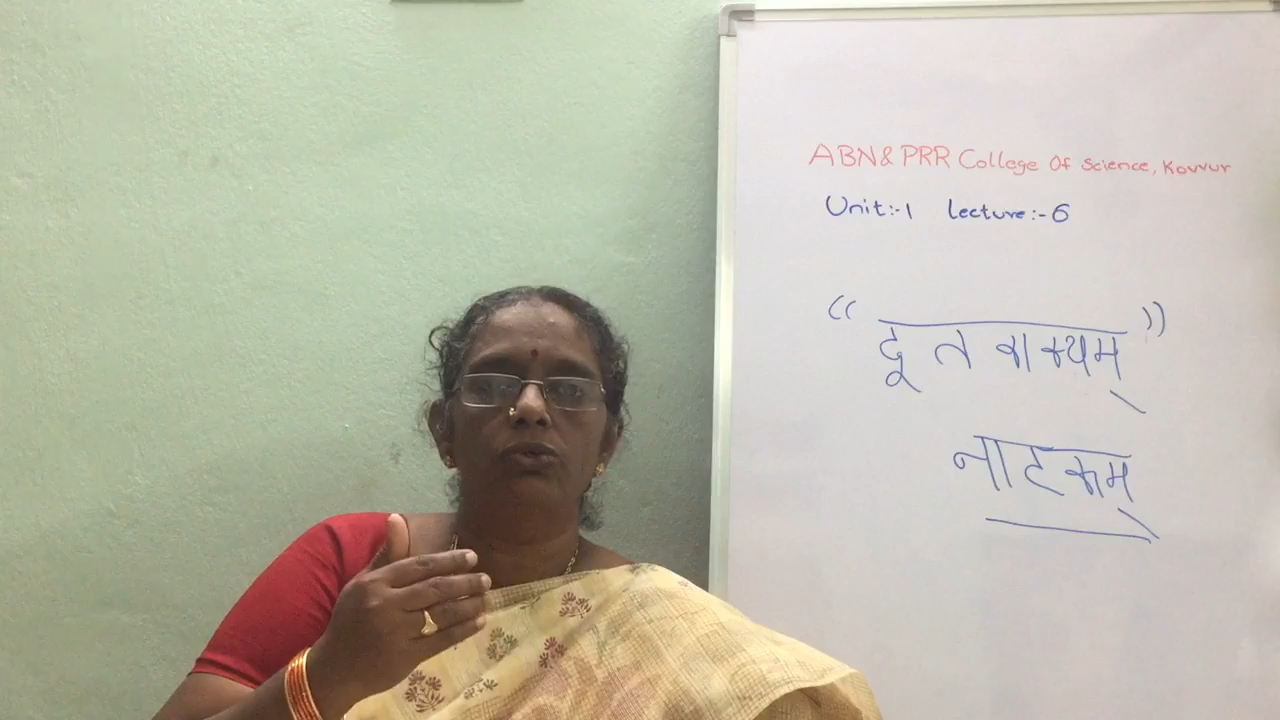 ABN& PRR College Of Science, Kovvur
Unit:-1 Lecture:-6
“दूतवाक्यम्”
नाटकम्